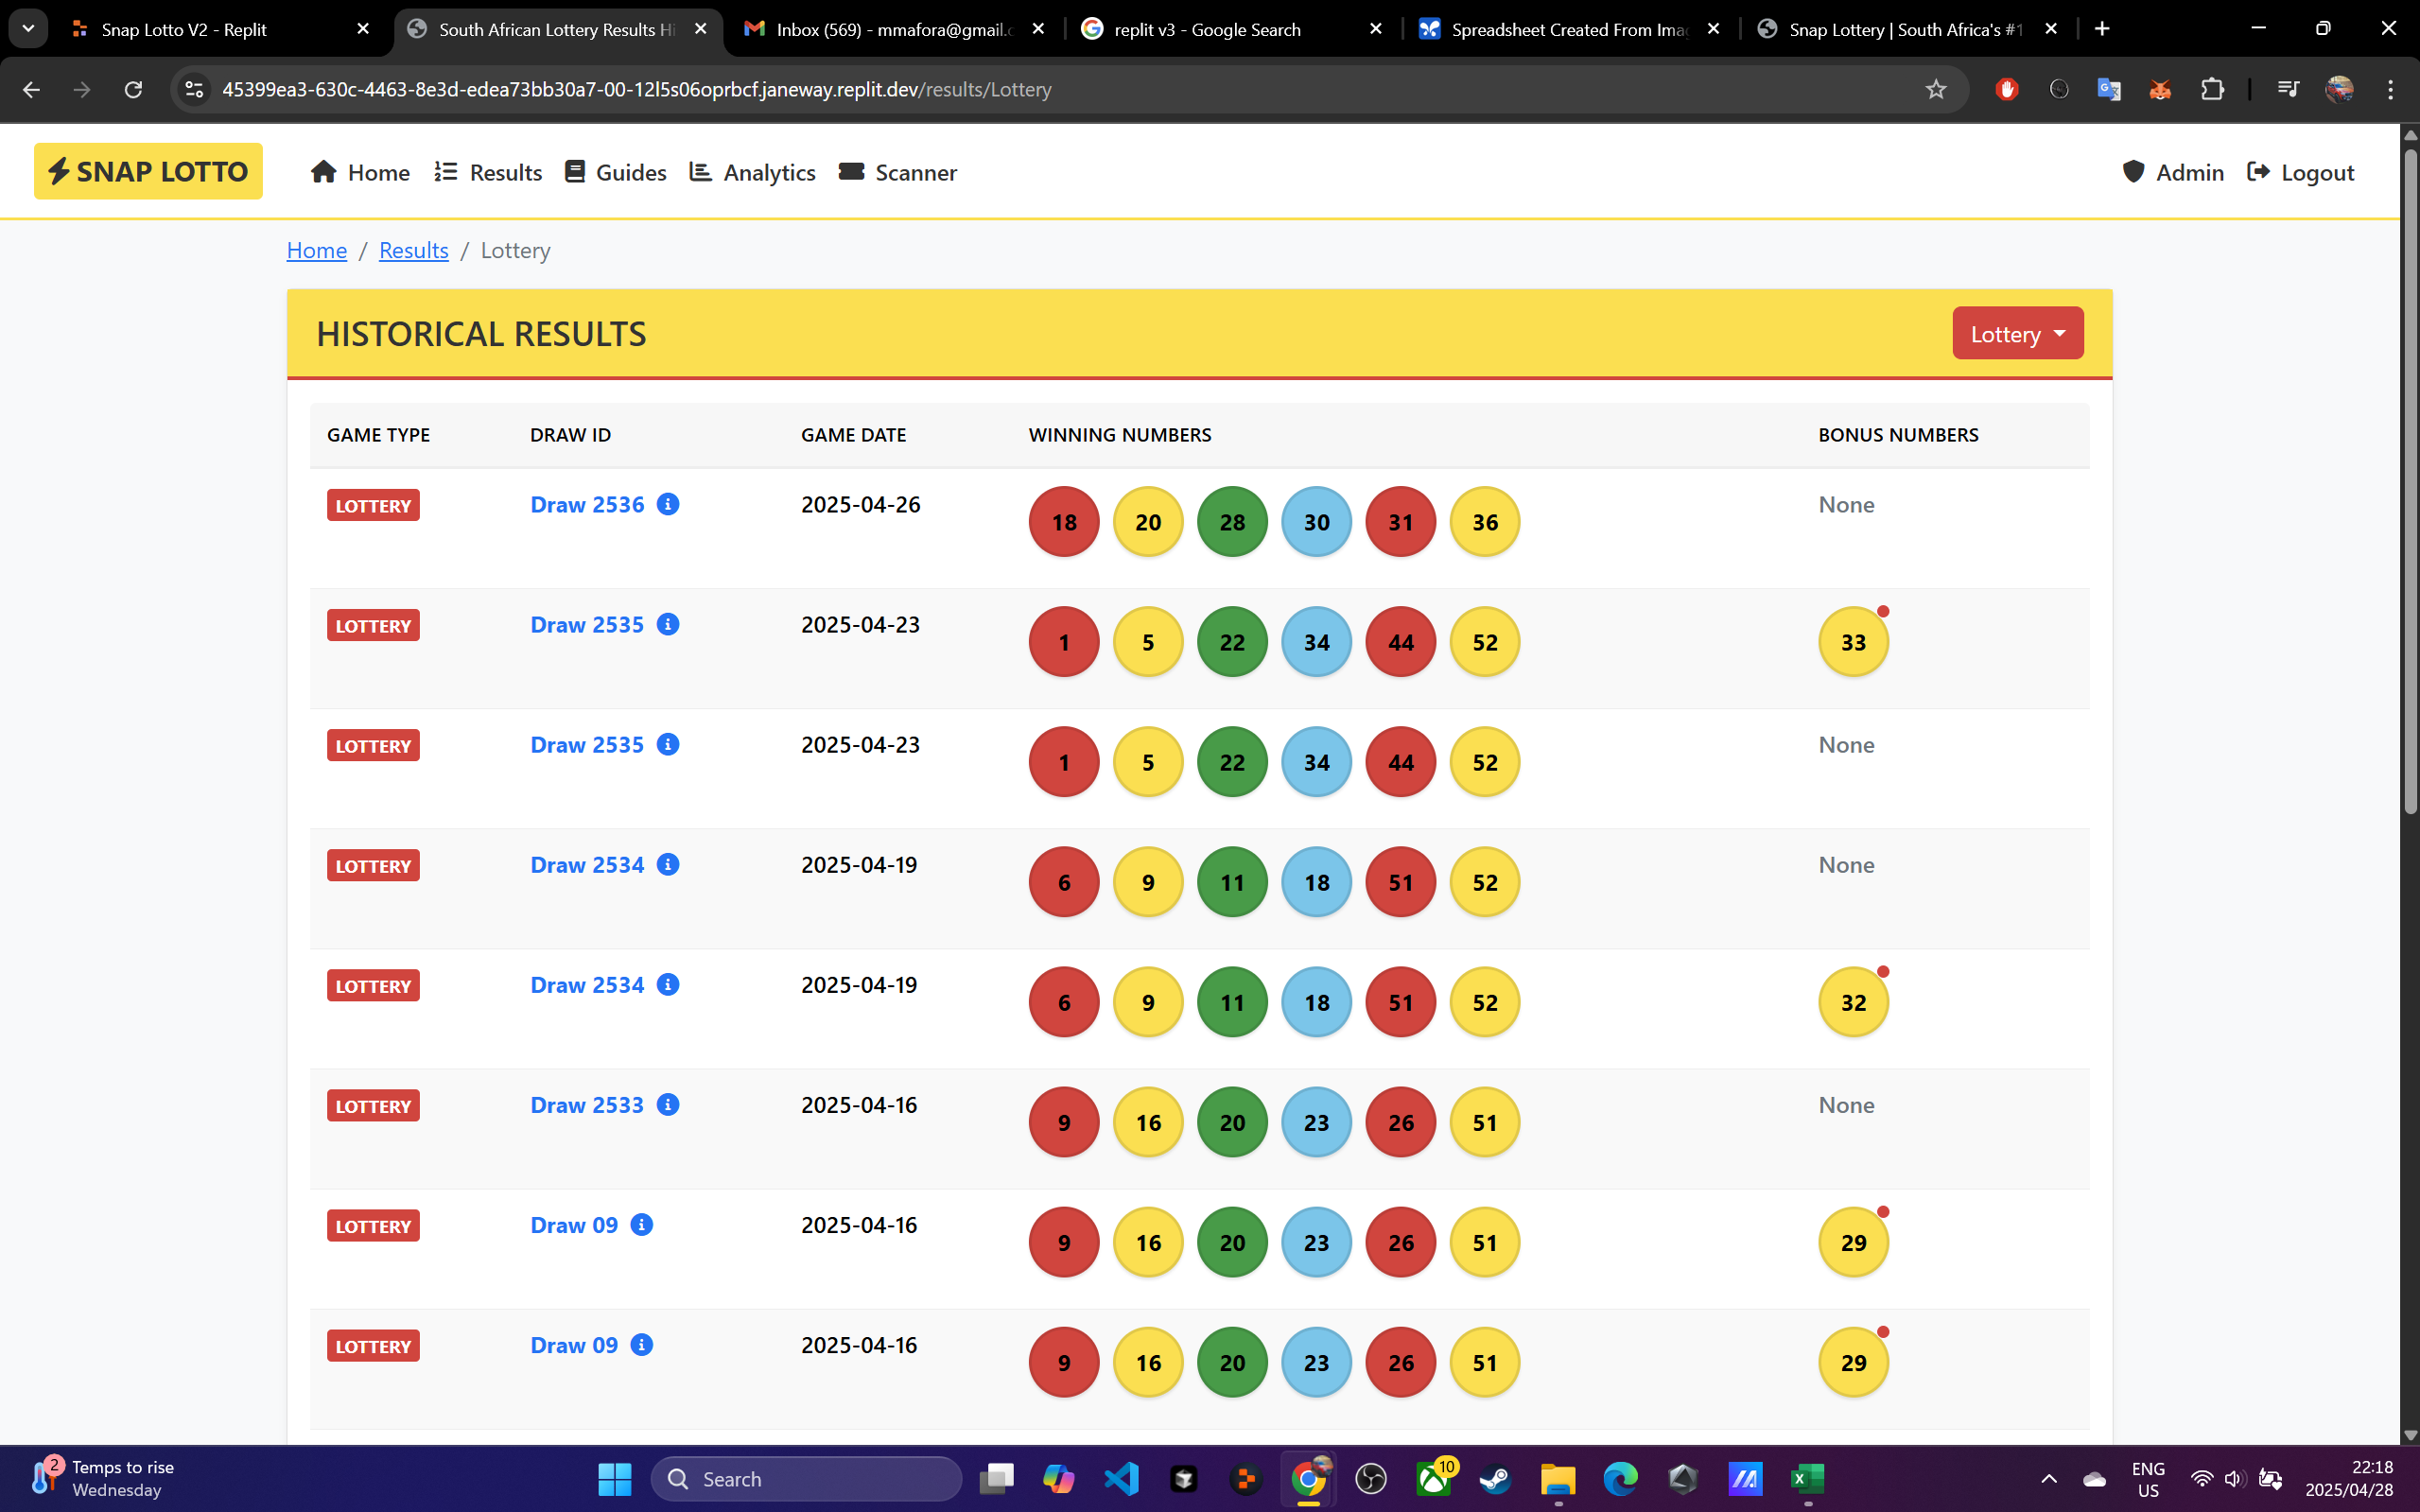 Snap Lotto V2 - Replit
South African Lottery Results Hi
Inbox (569) - mmafora@gmail.c
replit v3 - Google Search
Spreadsheet Created From Ima
Snap Lottery | South Africa's #1
45399ea3-630c-4463-8e3d-edea73bb30a7-00-12l5s06oprbcf.janeway.replit.dev/results/Lottery
SNAP LOTTO
Home
Results
Guides
Analytics
Scanner
Admin
Logout
Home / Results / Lottery
HISTORICAL RESULTS
Lottery
GAME TYPE DRAW ID GAME DATE WINNING NUMBERS BONUS NUMBERS
LOTTERY Draw 2536 2025-04-26 18 20 28 30 31 36 None
LOTTERY Draw 2535 2025-04-23 1 5 22 34 44 52 33
LOTTERY Draw 2535 2025-04-23 1 5 22 34 44 52 None
LOTTERY Draw 2534 2025-04-19 6 9 11 18 51 52 None
LOTTERY Draw 2534 2025-04-19 6 9 11 18 51 52 32
LOTTERY Draw 2533 2025-04-16 9 16 20 23 26 51 None
LOTTERY Draw 09 2025-04-16 9 16 20 23 26 51 29
LOTTERY Draw 09 2025-04-16 9 16 20 23 26 51 29
2
Temps to rise
Wednesday
Search
10
ENG
US
22:18
2025/04/28